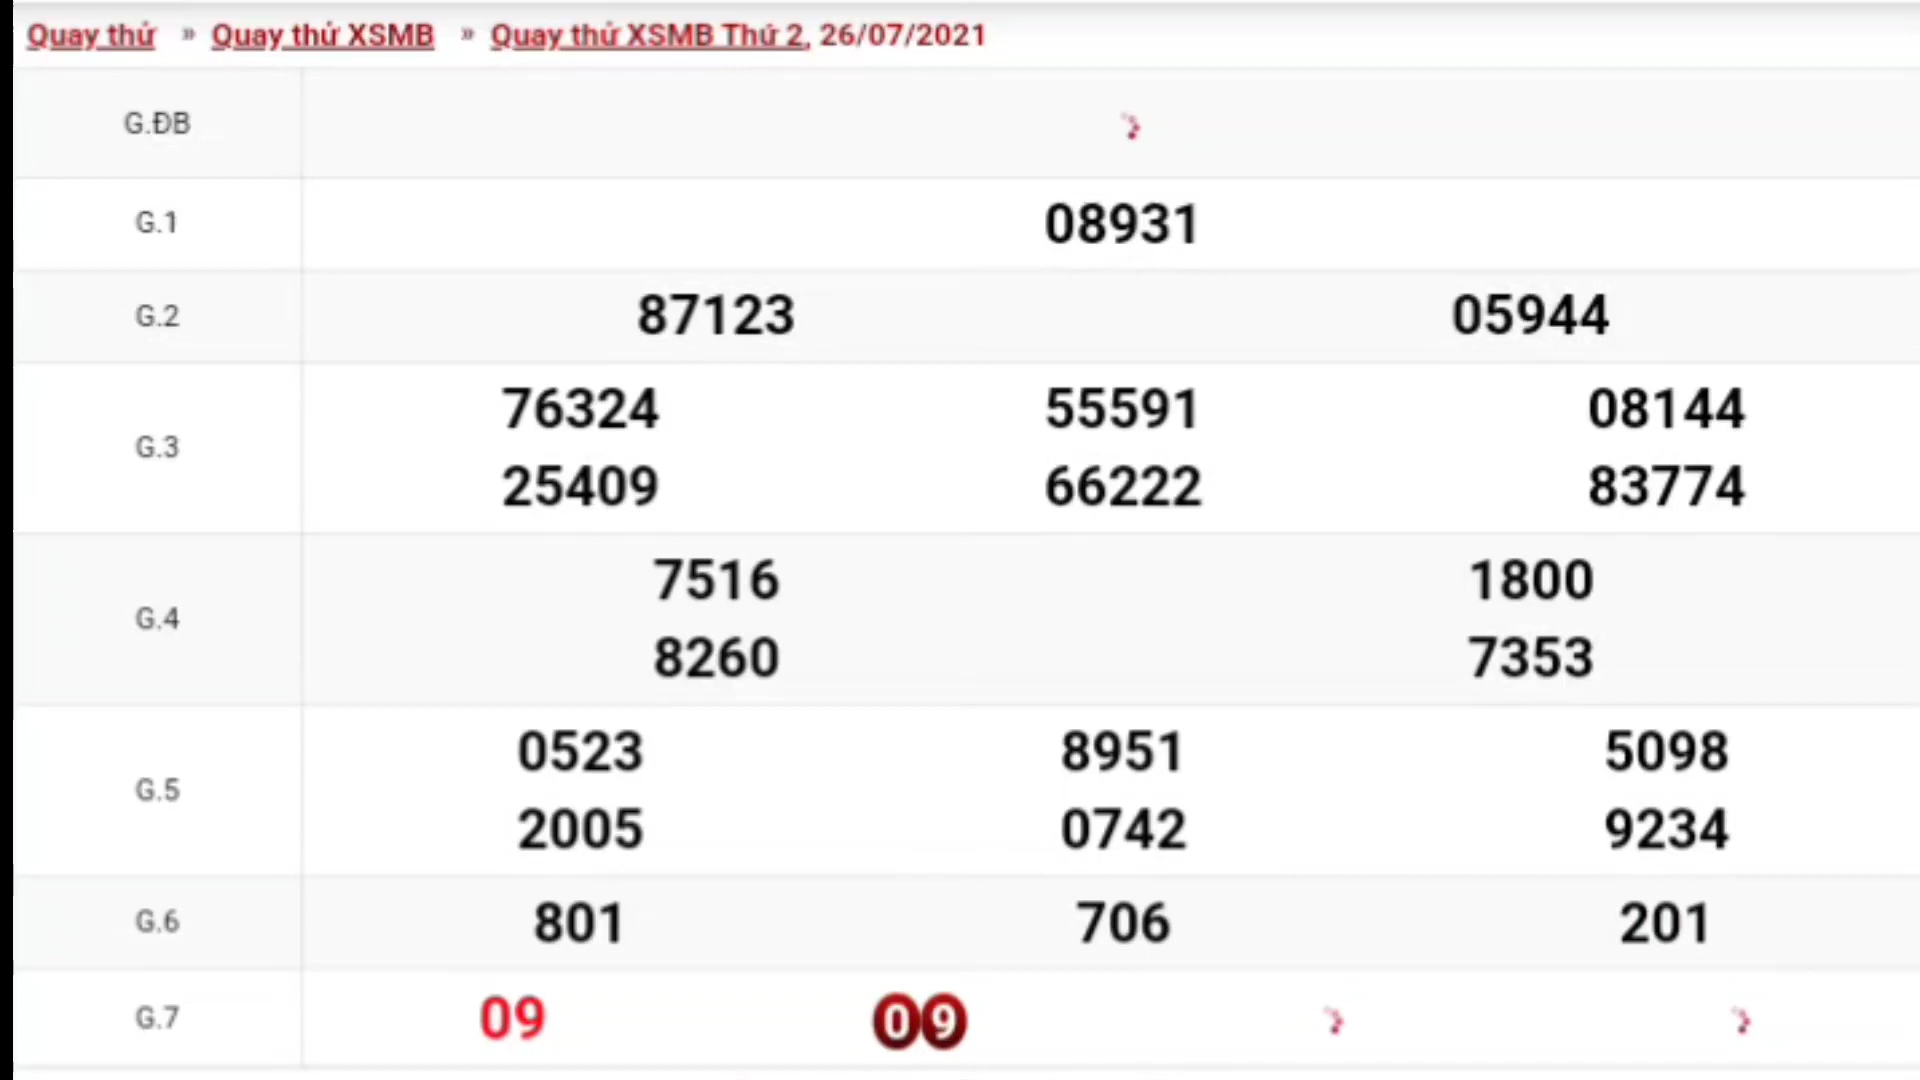 Quay thử » Quay thử XSMB » Quay thử XSMB Thứ 2, 26/07/2021
G.ĐB
G.1 08931
G.2 87123 05944
G.3
76324 55591 08144
25409 66222 83774
G.4
7516 1800
8260 7353
G.5
0523 8951 5098
2005 0742 9234
G.6 801 706 201
G.7 09 09